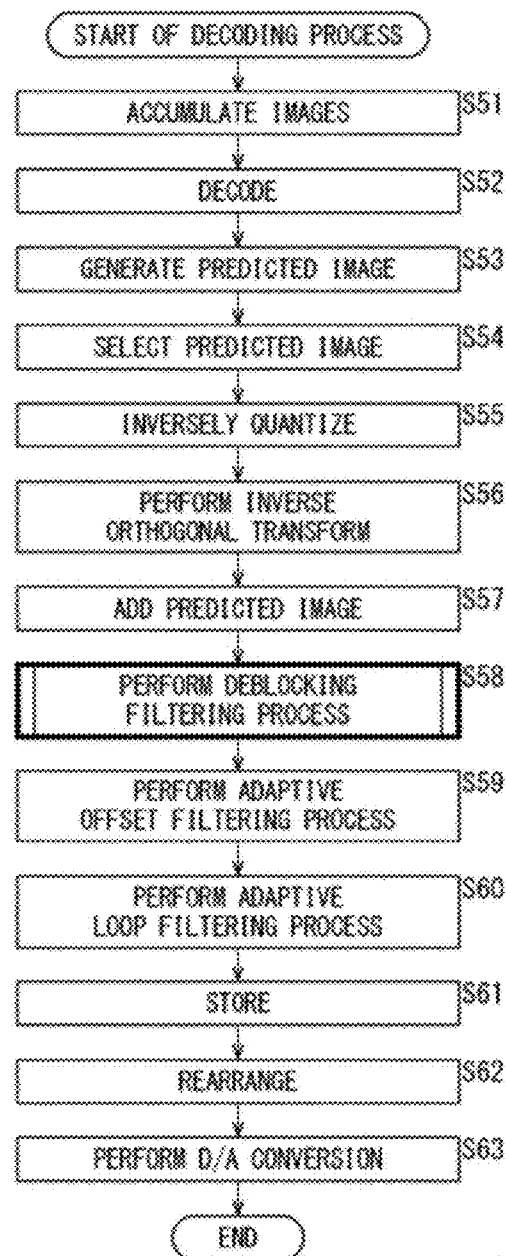 START OF DECODING PROCESS
S51
ACCUMULATE IMAGES
S52
DECODE
S53
GENERATE PREDICTED IMAGE
S54
SELECT PREDICTED IMAGE
S55
INVERSELY QUANTIZE
S56
PERFORM INVERSE
ORTHOGONAL TRANSFORM
S57
ADD PREDICTED IMAGE
S58
PERFORM DEBLOCKING
FILTERING PROCESS
S59
PERFORM ADAPTIVE
OFFSET FILTERING PROCESS
S60
PERFORM ADAPTIVE
LOOP FILTERING PROCESS
S61
STORE
S62
REARRANGE
S63
PERFORM D/A CONVERSION
END